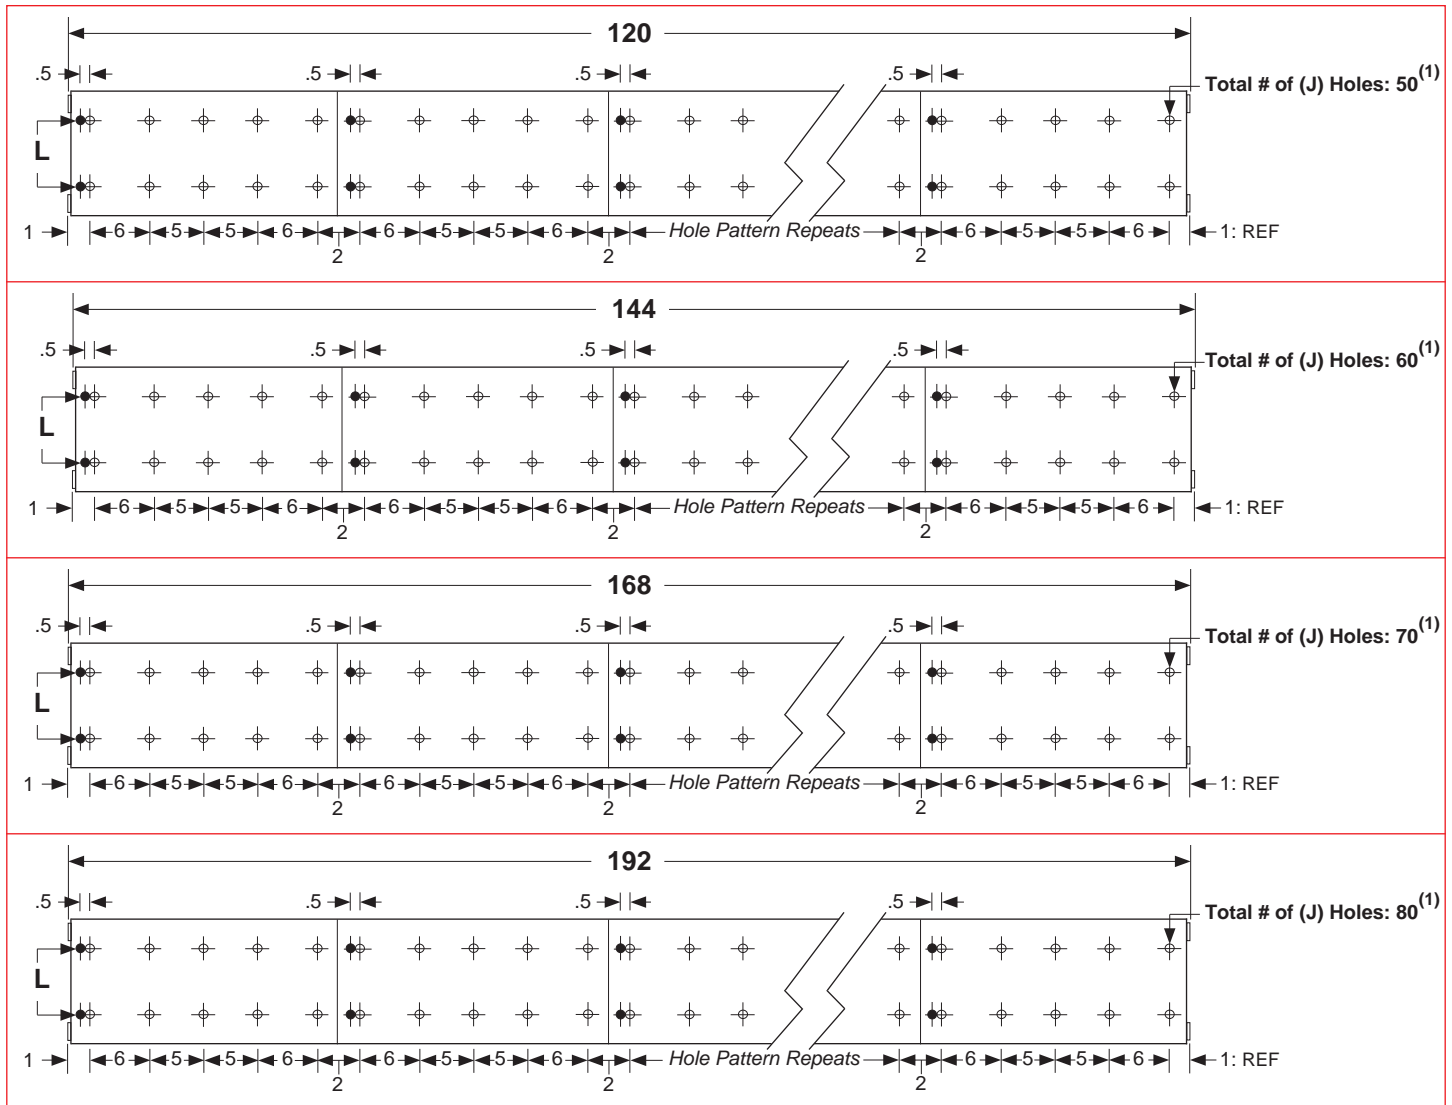 120
.5 .5 .5 .5
Total # of (J) Holes: 50(1)
L
1 6 5 5 6 6 5 5 6 Hole Pattern Repeats 6 5 5 6 1: REF
2 2 2
144
.5 .5 .5 .5
Total # of (J) Holes: 60(1)
L
1 6 5 5 6 6 5 5 6 Hole Pattern Repeats 6 5 5 6 1: REF
2 2 2
168
.5 .5 .5 .5
Total # of (J) Holes: 70(1)
L
1 6 5 5 6 6 5 5 6 Hole Pattern Repeats 6 5 5 6 1: REF
2 2 2
192
.5 .5 .5 .5
Total # of (J) Holes: 80(1)
L
1 6 5 5 6 6 5 5 6 Hole Pattern Repeats 6 5 5 6 1: REF
2 2 2